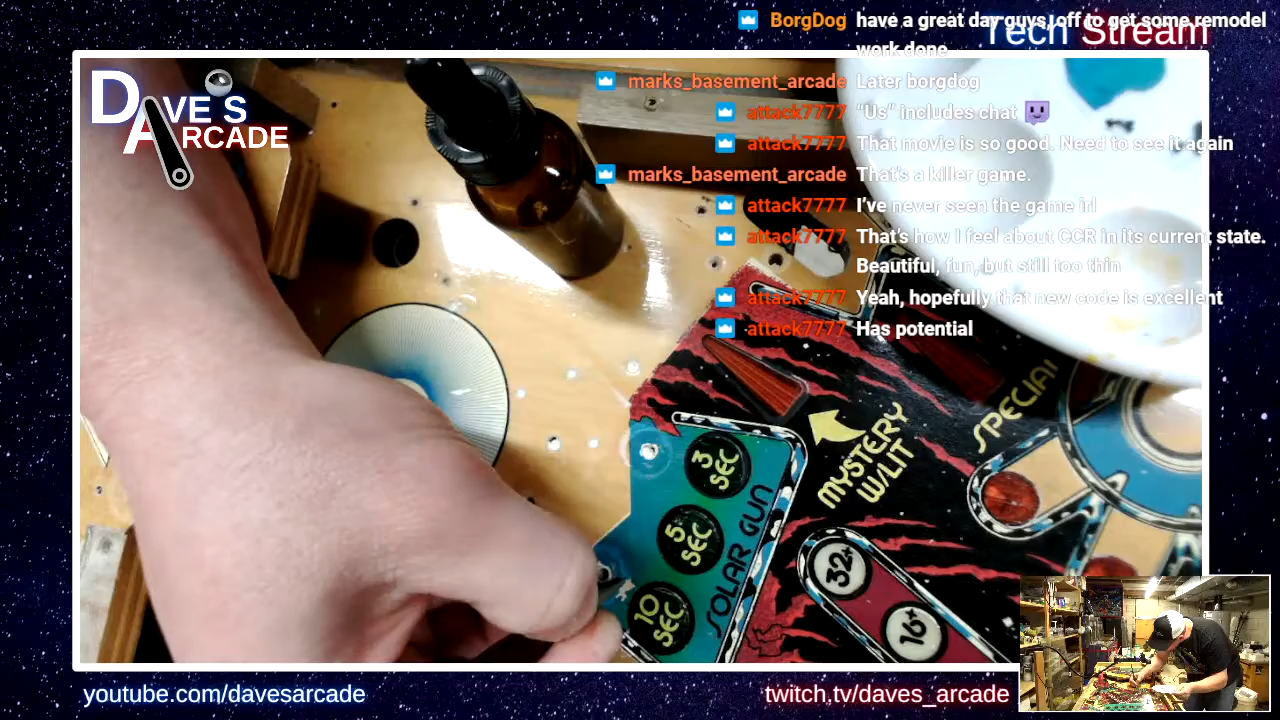 BorgDog have a great day guys, off to get some remodel
work done
Tech Stream
marks_basement_arcade Later borgdog
attack7777 “Us” includes chat
attack7777 That movie is so good. Need to see it again
marks_basement_arcade That's a killer game.
attack7777 I've never seen the game irl
attack7777 That's how I feel about CCR in its current state.
Beautiful, fun, but still too thin
attack7777 Yeah, hopefully that new code is excellent
attack7777 Has potential
DAVE'S
ARCADE
SPECIAL
MYSTERY
W/LIT
3
SEC
5
SEC
10
SEC
SOLAR GUN
32+
16+
youtube.com/davesarcade
twitch.tv/daves_arcade